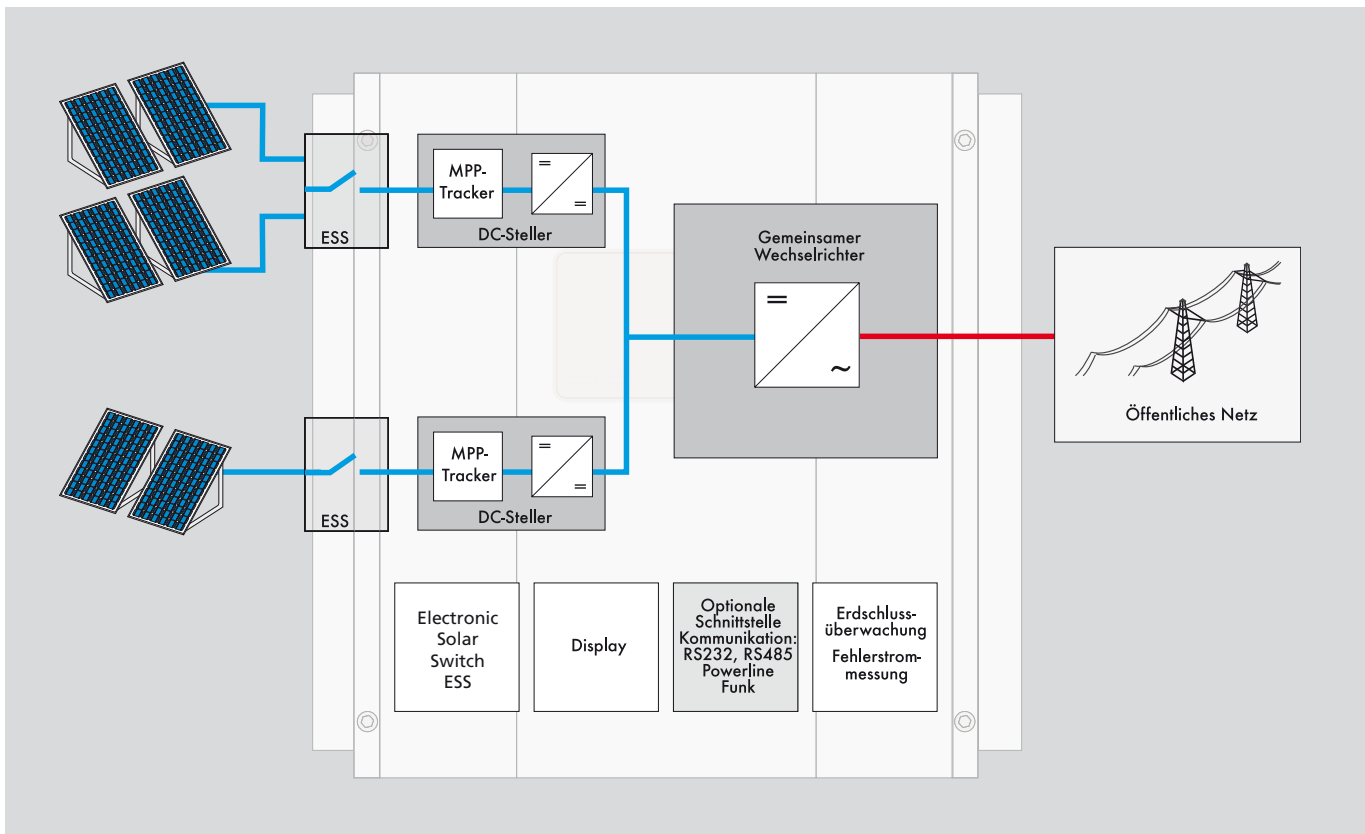 MPP-
Tracker
ESS
DC-Steller
Gemeinsamer
Wechselrichter
Öffentliches Netz
MPP-
Tracker
ESS
DC-Steller
Electronic
Solar
Switch
ESS
Display
Optionale
Schnittstelle
Kommunikation:
RS232, RS485
Powerline
Funk
Erdschluss-
überwachung
Fehlerstrom-
messung